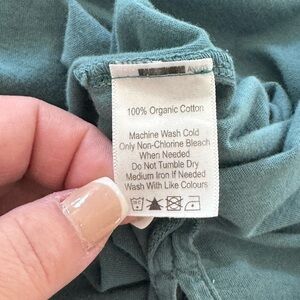 100% Organic Cotton
Machine Wash Cold
Only Non-Chlorine Bleach
When Needed
Do Not Tumble Dry
Medium Iron If Needed
Wash With Like Colours